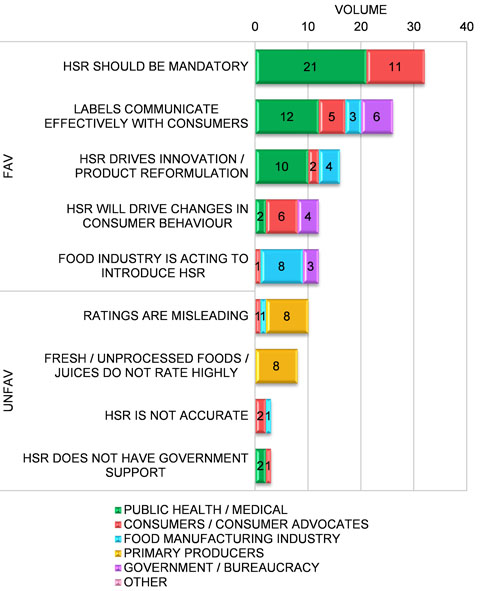 VOLUME
0 10 20 30 40
FAV
HSR SHOULD BE MANDATORY
21 11
LABELS COMMUNICATE
EFFECTIVELY WITH CONSUMERS
12 5 3 6
HSR DRIVES INNOVATION /
PRODUCT REFORMULATION
10 2 4
HSR WILL DRIVE CHANGES IN
CONSUMER BEHAVIOUR
2 6 4
FOOD INDUSTRY IS ACTING TO
INTRODUCE HSR
1 8 3
UNFAV
RATINGS ARE MISLEADING
1 1 8
FRESH / UNPROCESSED FOODS /
JUICES DO NOT RATE HIGHLY
8
HSR IS NOT ACCURATE
2 1
HSR DOES NOT HAVE GOVERNMENT
SUPPORT
2 1
PUBLIC HEALTH / MEDICAL
CONSUMERS / CONSUMER ADVOCATES
FOOD MANUFACTURING INDUSTRY
PRIMARY PRODUCERS
GOVERNMENT / BUREAUCRACY
OTHER